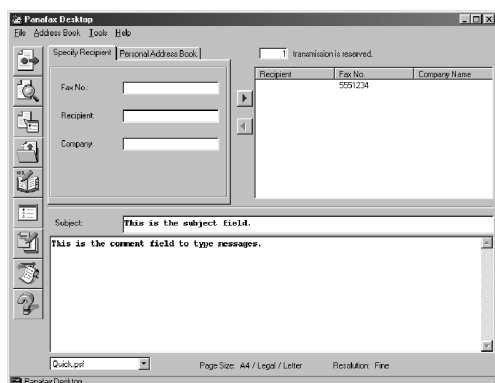 Panafax Desktop
File Address Book Tools Help
Specify Recipient Personal Address Book
1 transmission is reserved.
Recipient Fax No. Company Name
5551234
Fax No.:
Recipient:
Company:
Subject: This is the subject field.
This is the comment field to type messages.
Quick.psf Page Size: A4 / Legal / Letter Resolution: Fine
Panafax Desktop